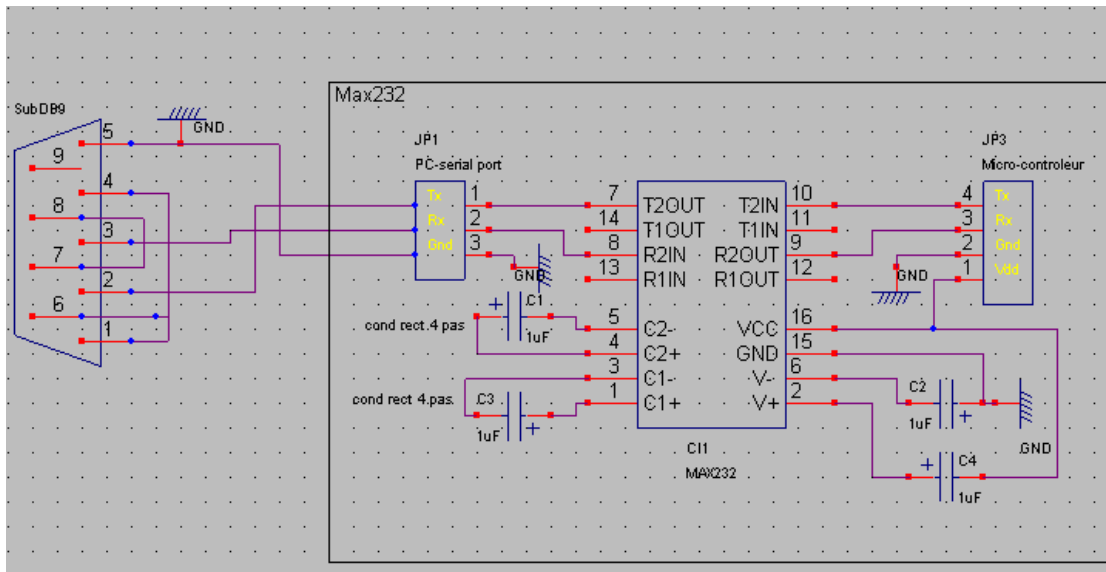 Max232
SubDB9
GND
5
9
4
8
3
7
2
6
1
JP1
PC-serial port
Tx
Rx
Gnd
1
2
3
GND
7
14
8
13
5
4
3
1
T2OUT
T1OUT
R2IN
R1IN
C2-
C2+
C1-
C1+
T2IN
T1IN
R2OUT
R1OUT
VCC
GND
V-
V+
10
11
9
12
16
15
6
2
CI1
MAX232
JP3
Micro-controleur
4
3
2
1
Tx
Rx
Gnd
Vdd
GND
cond rect.4 pas
+
C1
1uF
cond rect 4.pas.
C3
1uF
+
C2
1uF
+
GND
+
C4
1uF